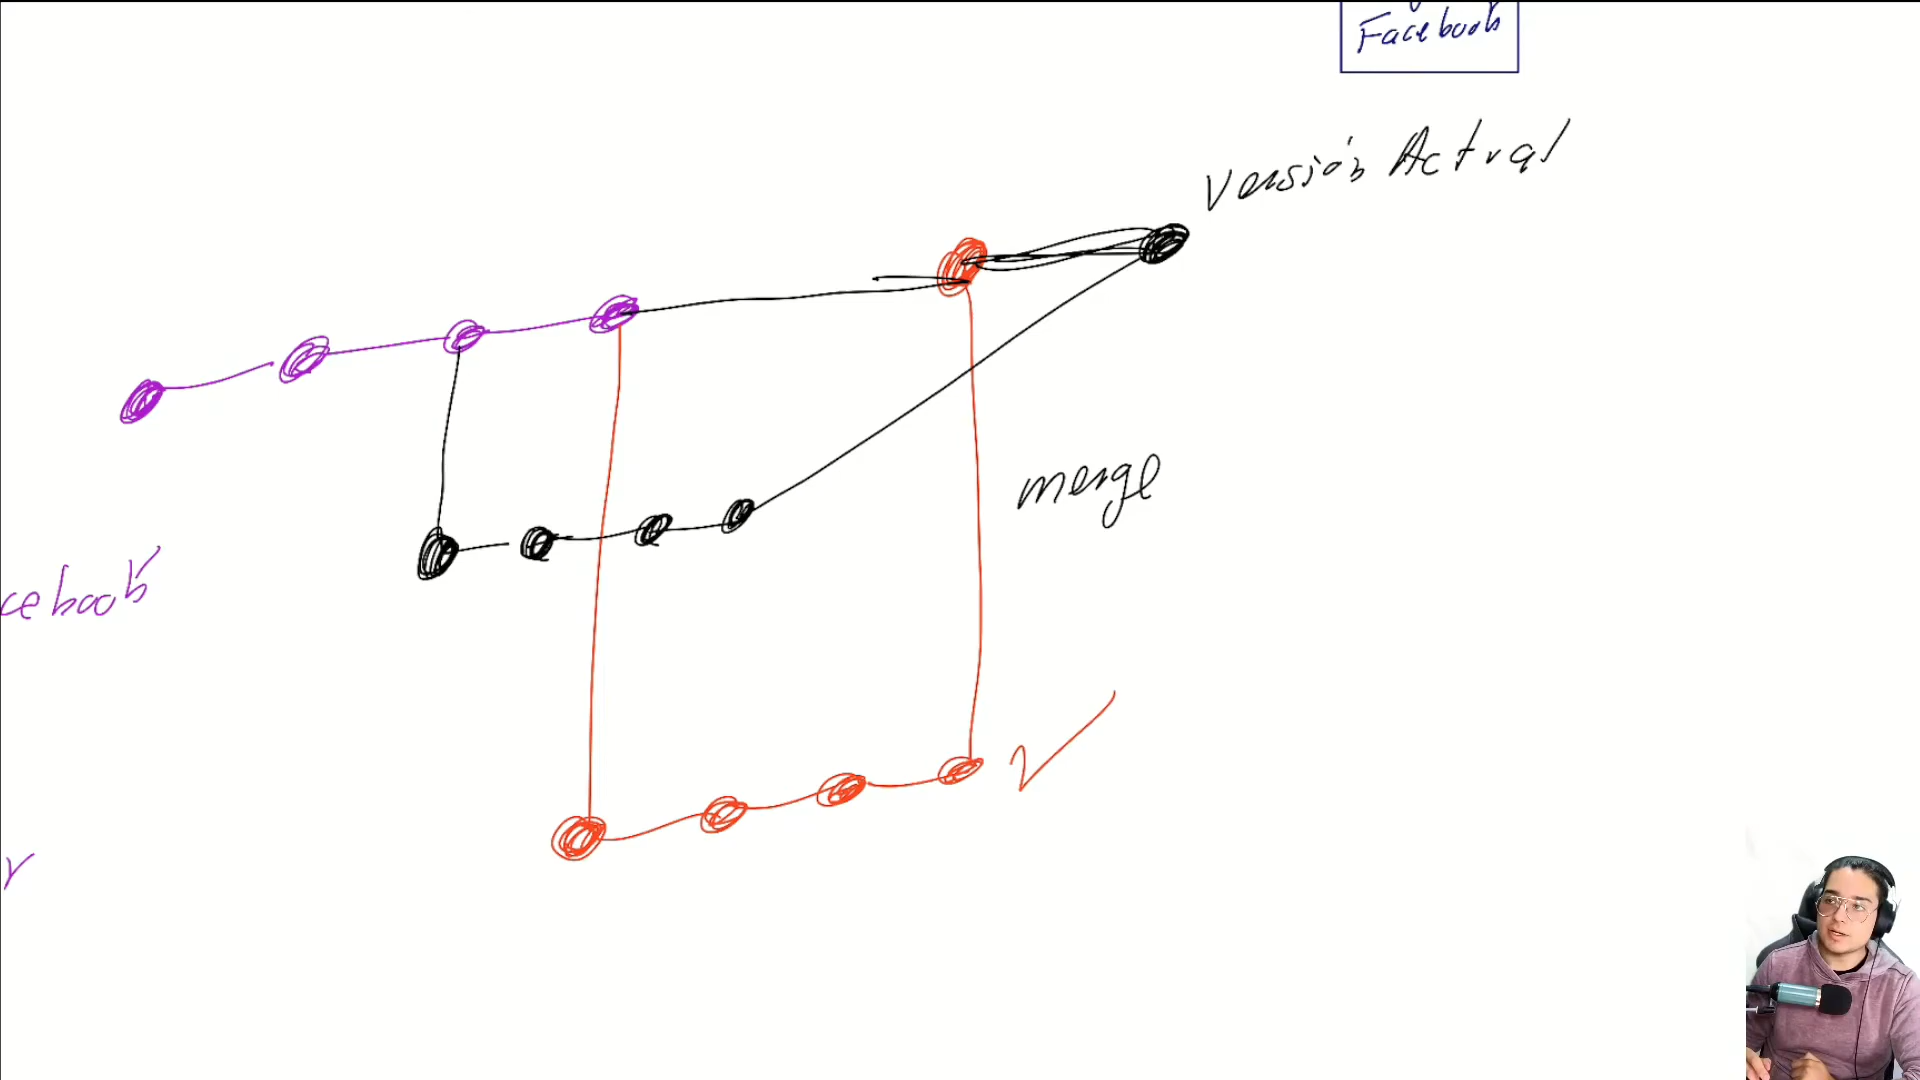 Facebook
Versión Actual
merge
cebook
r